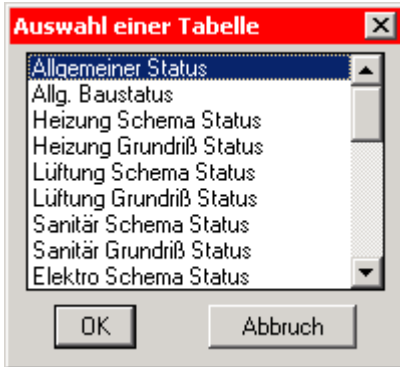 Auswahl einer Tabelle
Allgemeiner Status
Allg. Baustatus
Heizung Schema Status
Heizung Grundriß Status
Lüftung Schema Status
Lüftung Grundriß Status
Sanitär Schema Status
Sanitär Grundriß Status
Elektro Schema Status
OK
Abbruch